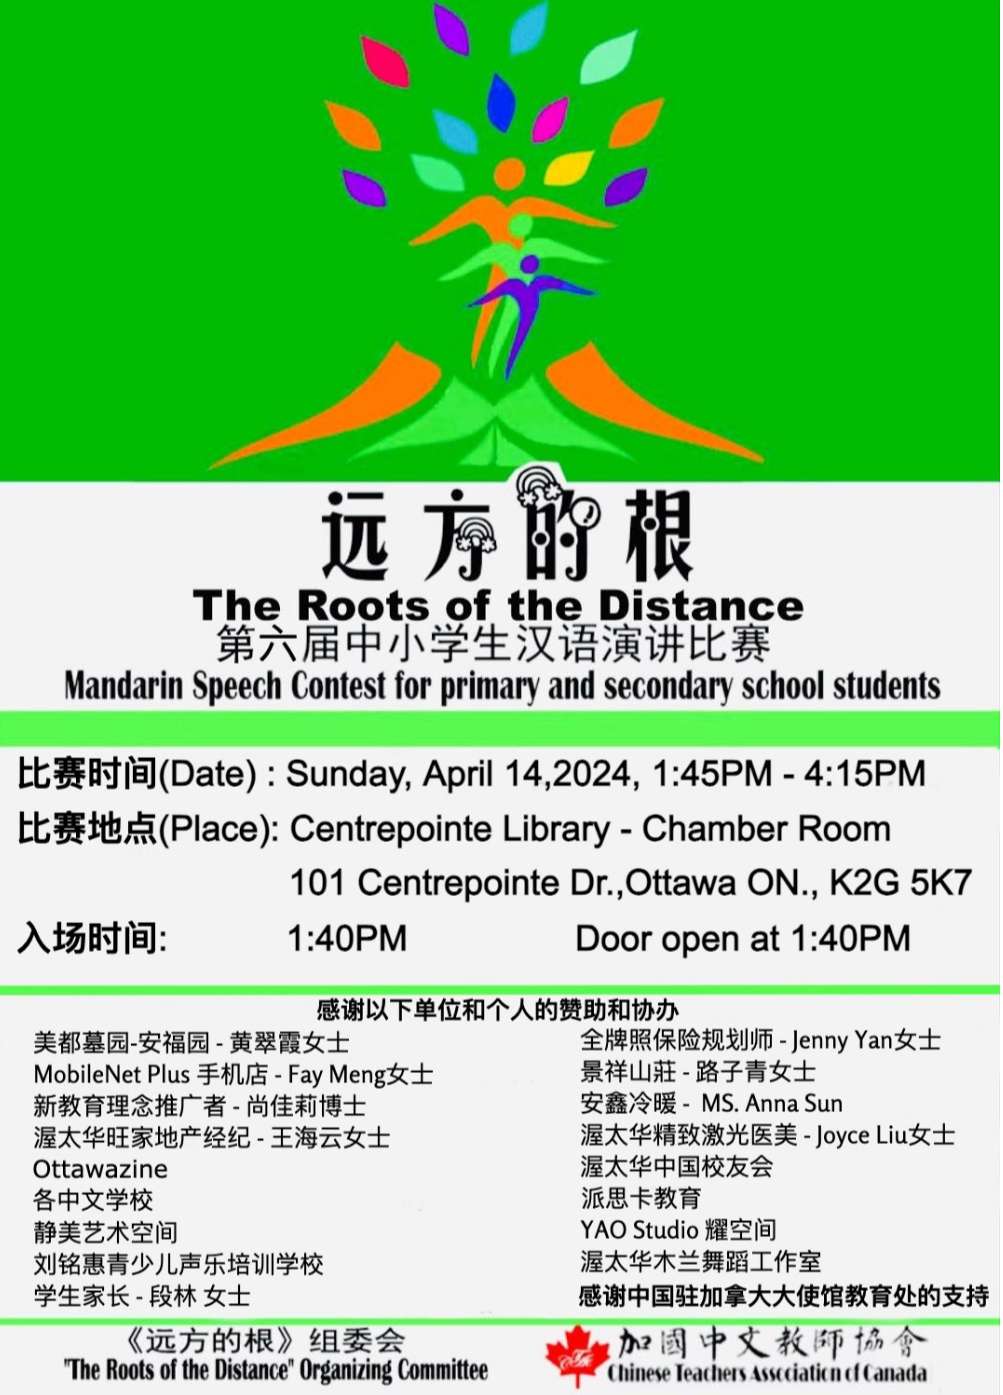 远方的根
The Roots of the Distance
第六届中小学生汉语演讲比赛
Mandarin Speech Contest for primary and secondary school students
比赛时间(Date) : Sunday, April 14,2024, 1:45PM - 4:15PM
比赛地点(Place): Centrepointe Library - Chamber Room
101 Centrepointe Dr.,Ottawa ON., K2G 5K7
入场时间: 1:40PM Door open at 1:40PM
感谢以下单位和个人的赞助和协办
美都墓园-安福园 - 黄翠霞女士
MobileNet Plus 手机店 - Fay Meng女士
新教育理念推广者 - 尚佳莉博士
渥太华旺家地产经纪 - 王海云女士
Ottawazine
各中文学校
静美艺术空间
刘铭惠青少儿声乐培训学校
学生家长 - 段林 女士
全牌照保险规划师 - Jenny Yan女士
景祥山莊 - 路子青女士
安鑫冷暖 - MS. Anna Sun
渥太华精致激光医美 - Joyce Liu女士
渥太华中国校友会
派思卡教育
YAO Studio 耀空间
渥太华木兰舞蹈工作室
感谢中国驻加拿大大使馆教育处的支持
《远方的根》组委会
"The Roots of the Distance" Organizing Committee
加國中文教師協會
Chinese Teachers Association of Canada